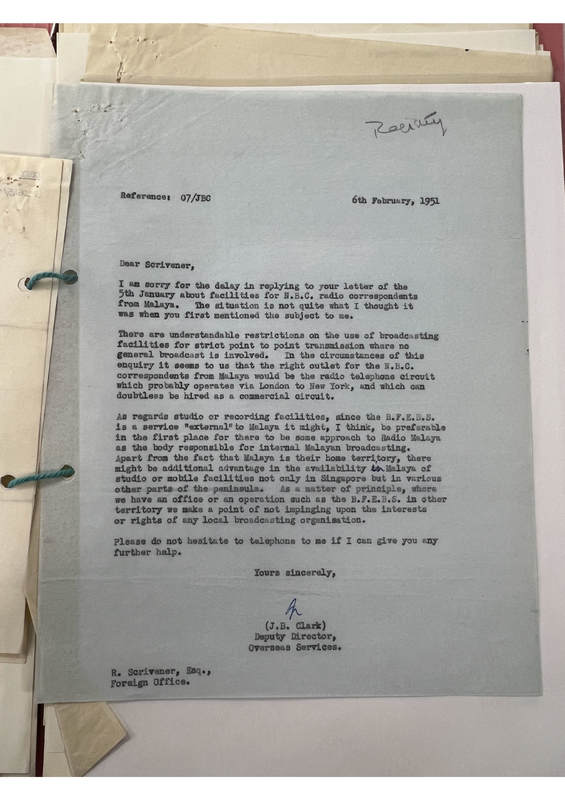 Reference: 07/JBC
6th February, 1951
Dear Scrivener,
I am sorry for the delay in replying to your letter of the
5th January about facilities for N.B.C. radio correspondents
from Malaya. The situation is not quite what I thought it
was when you first mentioned the subject to me.
There are understandable restrictions on the use of broadcasting
facilities for strict point to point transmission where no
general broadcast is involved. In the circumstances of this
enquiry it seems to us that the right outlet for the N.B.C.
correspondents from Malaya would be the radio telephone circuit
which probably operates via London to New York, and which can
doubtless be hired as a commercial circuit.
As regards studio or recording facilities, since the B.F.E.B.S.
is a service "external" to Malaya it might, I think, be preferable
in the first place for there to be some approach to Radio Malaya
as the body responsible for internal Malayan broadcasting.
Apart from the fact that Malaya is their home territory, there
might be additional advantage in the availability in Malaya of
studio or mobile facilities not only in Singapore but in various
other parts of the peninsula. As a matter of principle, where
we have an office or an operation such as the B.F.E.B.S. in other
territory we make a point of not impinging upon the interests
or rights of any local broadcasting organisation.
Please do not hesitate to telephone to me if I can give you any
further help.
Yours sincerely,
(J.B. Clark)
Deputy Director,
Overseas Services.
R. Scrivener, Esq.,
Foreign Office.